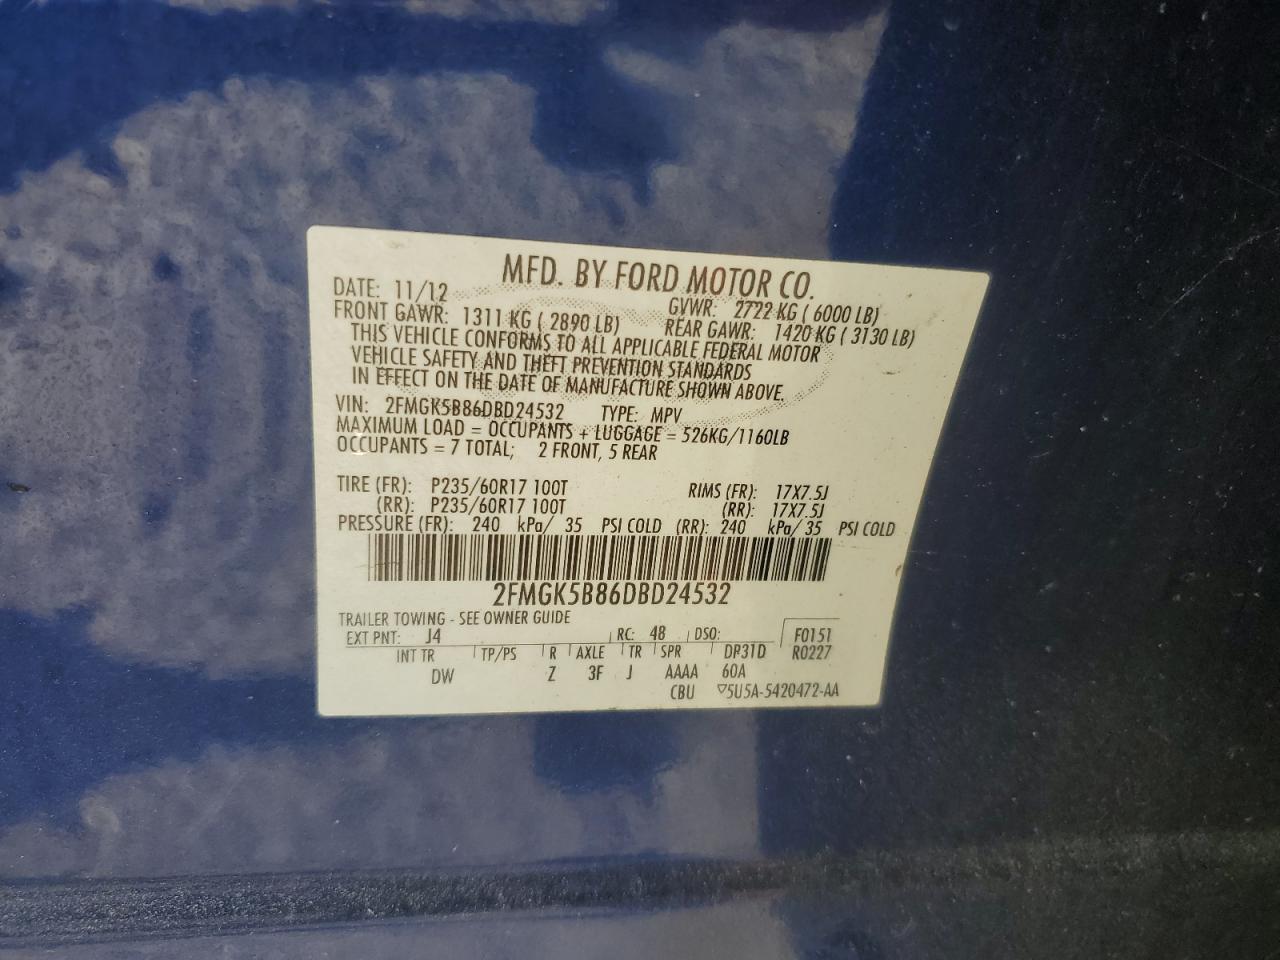 MFD. BY FORD MOTOR CO.
DATE: 11/12 GVWR: 2722 KG ( 6000 LB)
FRONT GAWR: 1311 KG ( 2890 LB) REAR GAWR: 1420 KG ( 3130 LB)
THIS VEHICLE CONFORMS TO ALL APPLICABLE FEDERAL MOTOR
VEHICLE SAFETY AND THEFT PREVENTION STANDARDS
IN EFFECT ON THE DATE OF MANUFACTURE SHOWN ABOVE.
VIN: 2FMGK5B86DBD24532 TYPE: MPV
MAXIMUM LOAD = OCCUPANTS + LUGGAGE = 526KG/1160LB
OCCUPANTS = 7 TOTAL; 2 FRONT, 5 REAR
TIRE (FR): P235/60R17 100T RIMS (FR): 17X7.5J
(RR): P235/60R17 100T (RR): 17X7.5J
PRESSURE (FR): 240 kPa/ 35 PSI COLD (RR): 240 kPa/ 35 PSI COLD
2FMGK5B86DBD24532
TRAILER TOWING - SEE OWNER GUIDE
EXT PNT: J4 RC: 48 DSO: F0151
INT TR TP/PS R AXLE TR SPR DP31D R0227
DW Z 3F J AAAA 60A
CBU ▽5U5A-5420472-AA